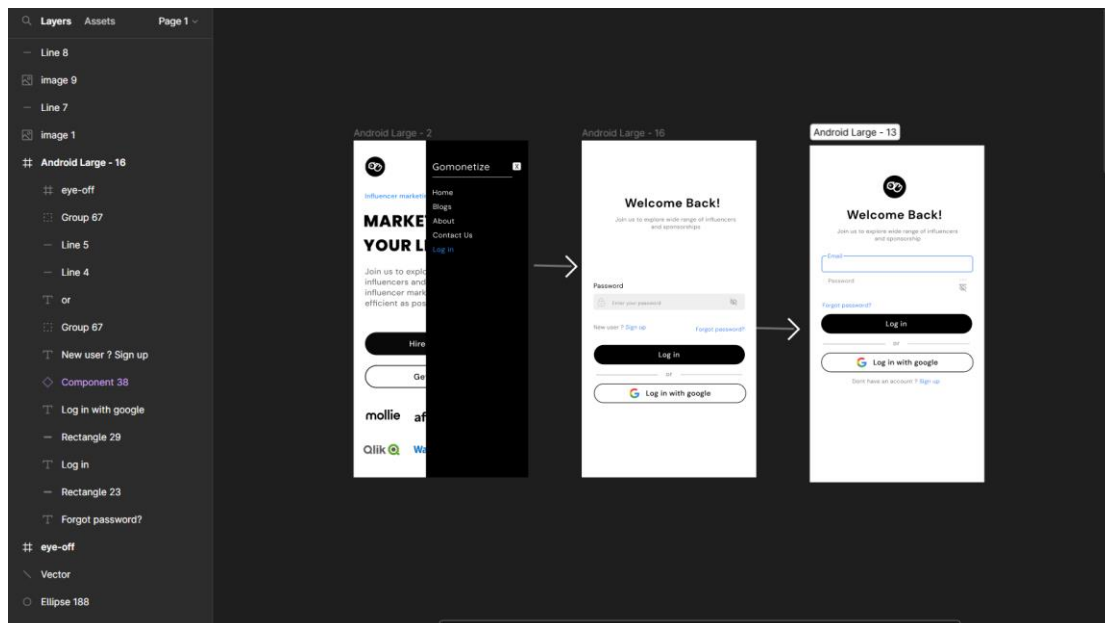 Layers Assets Page 1
Line 8
image 9
Line 7
image 1
Android Large - 16
eye-off
Group 67
Line 5
Line 4
or
Group 67
New user ? Sign up
Component 38
Log in with google
Rectangle 29
Log in
Rectangle 23
Forgot password?
eye-off
Vector
Ellipse 188
Android Large - 2
Influencer marketi
MARKE
YOUR L
Join us to explo
influencers and
influencer mark
efficient as pos
Hire
Ge
mollie af
Qlik Wa
Gomonetize
Home
Blogs
About
Contact Us
Log in
Android Large - 16
Welcome Back!
Join us to explore wide range of influencers
and sponsorships
Password
Enter your password
New user ? Sign up Forgot password?
Log in
or
Log in with google
Android Large - 13
Welcome Back!
Join us to explore wide range of influencers
and sponsorship
Email
Password
Forgot password?
Log in
or
Log in with google
Dont have an account ? Sign up